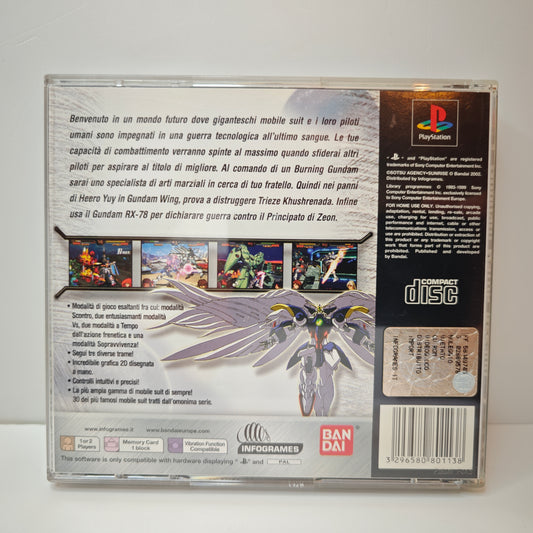 Benvenuto in un mondo futuro dove giganteschi mobile suit e i loro piloti
umani sono impegnati in una guerra tecnologica all'ultimo sangue. Le tue
capacità di combattimento verranno spinte al massimo quando sfiderai altri
piloti per aspirare al titolo di migliore. Al comando di un Burning Gundam
sarai uno specialista di arti marziali in cerca di tuo fratello. Quindi nei panni
di Heero Yuy in Gundam Wing, prova a distruggere Trieze Khushrenada. Infine
usa il Gundam RX-78 per dichiarare guerra contro il Principato di Zeon.
• Modalità di gioco esaltanti fra cui: modalità
Scontro, due entusiasmanti modalità
Vs, due modalità a Tempo
dall'azione frenetica e una
modalità Sopravvivenza!
• Segui tre diverse trame!
• Incredibile grafica 2D disegnata
a mano.
• Controlli intuitivi e precisi!
• La più ampia gamma di mobile suit di sempre!
30 dei più famosi mobile suit tratti dall'omonima serie.
www.infogrames.it
www.bandaieurope.com
1 or 2
Players
Memory Card
1 block
Vibration Function
Compatible
INFOGRAMES
BAN
DAI
This software is only compatible with hardware displaying and PAL
PlayStation
and "PlayStation" are registered
trademarks of Sony Computer Entertainment Inc.
©SOTSU AGENCY•SUNRISE © Bandai 2002.
Distributed by Infogrames.
Library programmes © 1993-1999 Sony
Computer Entertainment Inc. exclusively licensed
to Sony Computer Entertainment Europe.
FOR HOME USE ONLY. Unauthorised copying,
adaptation, rental, lending, re-sale, arcade
use, charging for use, broadcast, public
performance and internet, cable or other
telecommunications transmission, access or
use is prohibited. Distribution or extraction of
this product or any trademark or copyright
work that forms part of this product are
prohibited. Developed and published
by Bandai.
COMPACT
disc
3 296580 801138